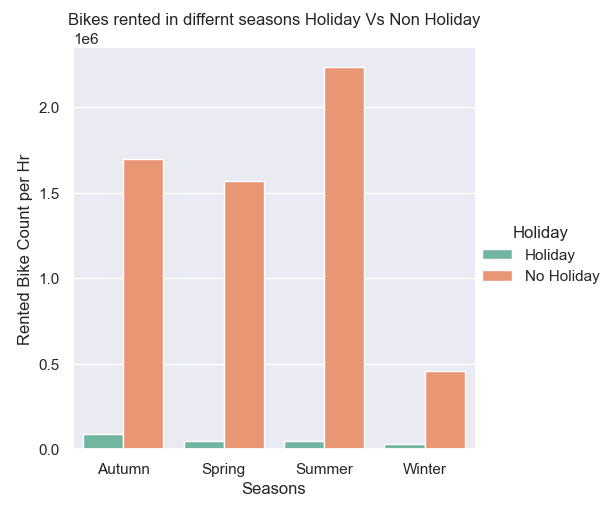 Bikes rented in differnt seasons Holiday Vs Non Holiday
1e6
2.0
1.5
1.0
0.5
0.0
Rented Bike Count per Hr
Autumn Spring Summer Winter
Seasons
Holiday
Holiday
No Holiday